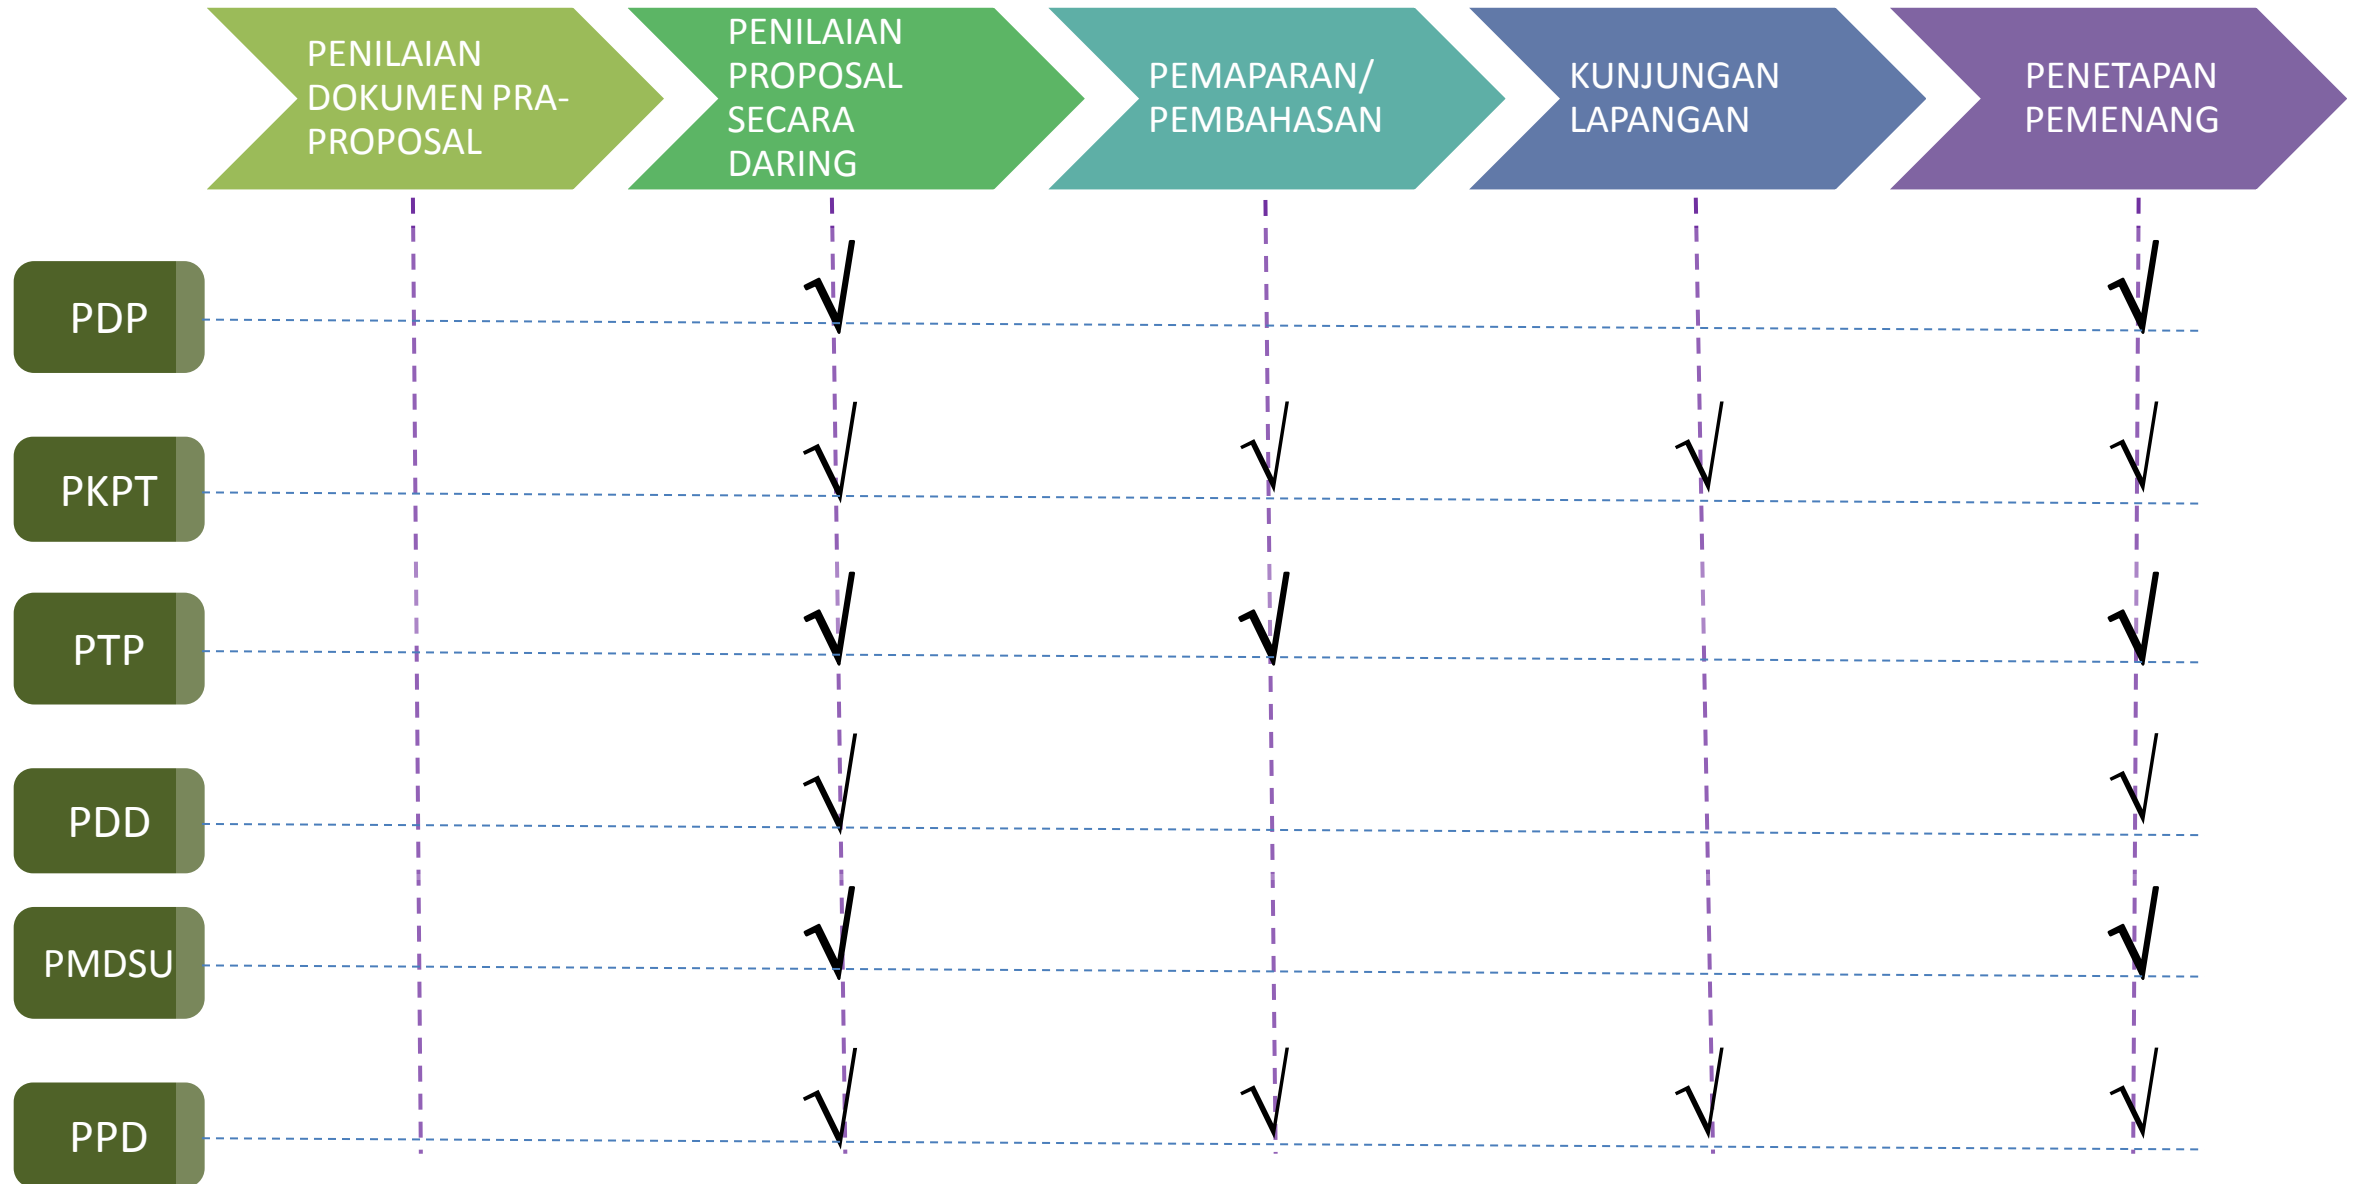 PENILAIAN
DOKUMEN PRA-
PROPOSAL
PENILAIAN
PROPOSAL
SECARA
DARING
PEMAPARAN/
PEMBAHASAN
KUNJUNGAN
LAPANGAN
PENETAPAN
PEMENANG
PDP √ √
PKPT √ √ √ √
PTP √ √ √
PDD √ √
PMDSU √ √
PPD √ √ √ √